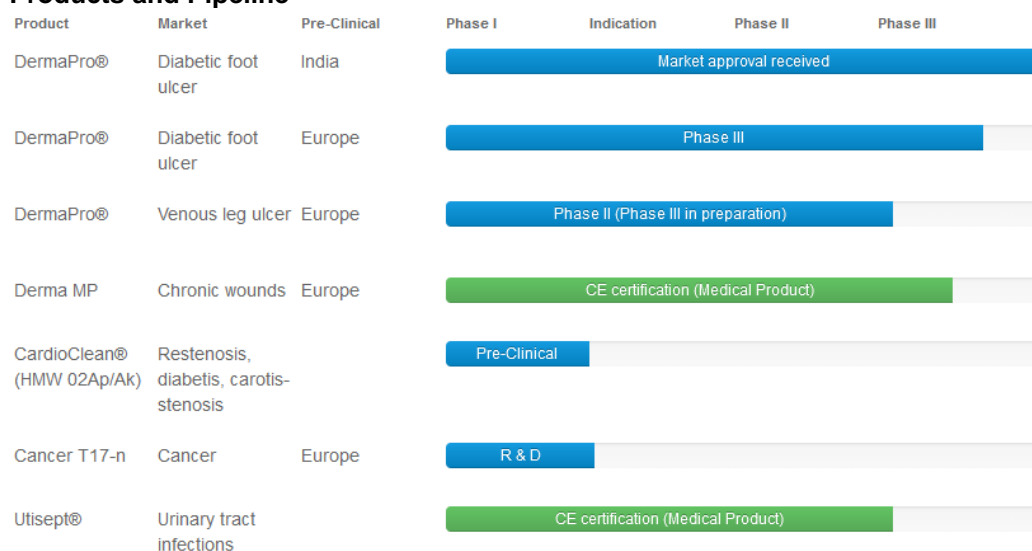 Products and Pipeline
Product Market Pre-Clinical Phase I Indication Phase II Phase III
DermaPro® Diabetic foot India Market approval received
ulcer
DermaPro® Diabetic foot Europe Phase III
ulcer
DermaPro® Venous leg ulcer Europe Phase II (Phase III in preparation)
Derma MP Chronic wounds Europe CE certification (Medical Product)
CardioClean® Restenosis, Pre-Clinical
(HMW 02Ap/Ak) diabetis, carotis-
stenosis
Cancer T17-n Cancer Europe R & D
Utisept® Urinary tract CE certification (Medical Product)
infections